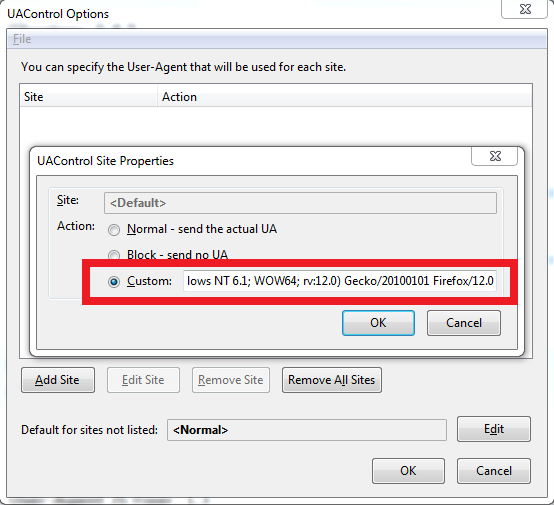 UAControl Options
File
You can specify the User-Agent that will be used for each site.
Site Action
UAControl Site Properties
Site: <Default>
Action: Normal - send the actual UA
Block - send no UA
Custom: lows NT 6.1; WOW64; rv:12.0) Gecko/20100101 Firefox/12.0
OK Cancel
Add Site Edit Site Remove Site Remove All Sites
Default for sites not listed: <Normal> Edit
OK Cancel